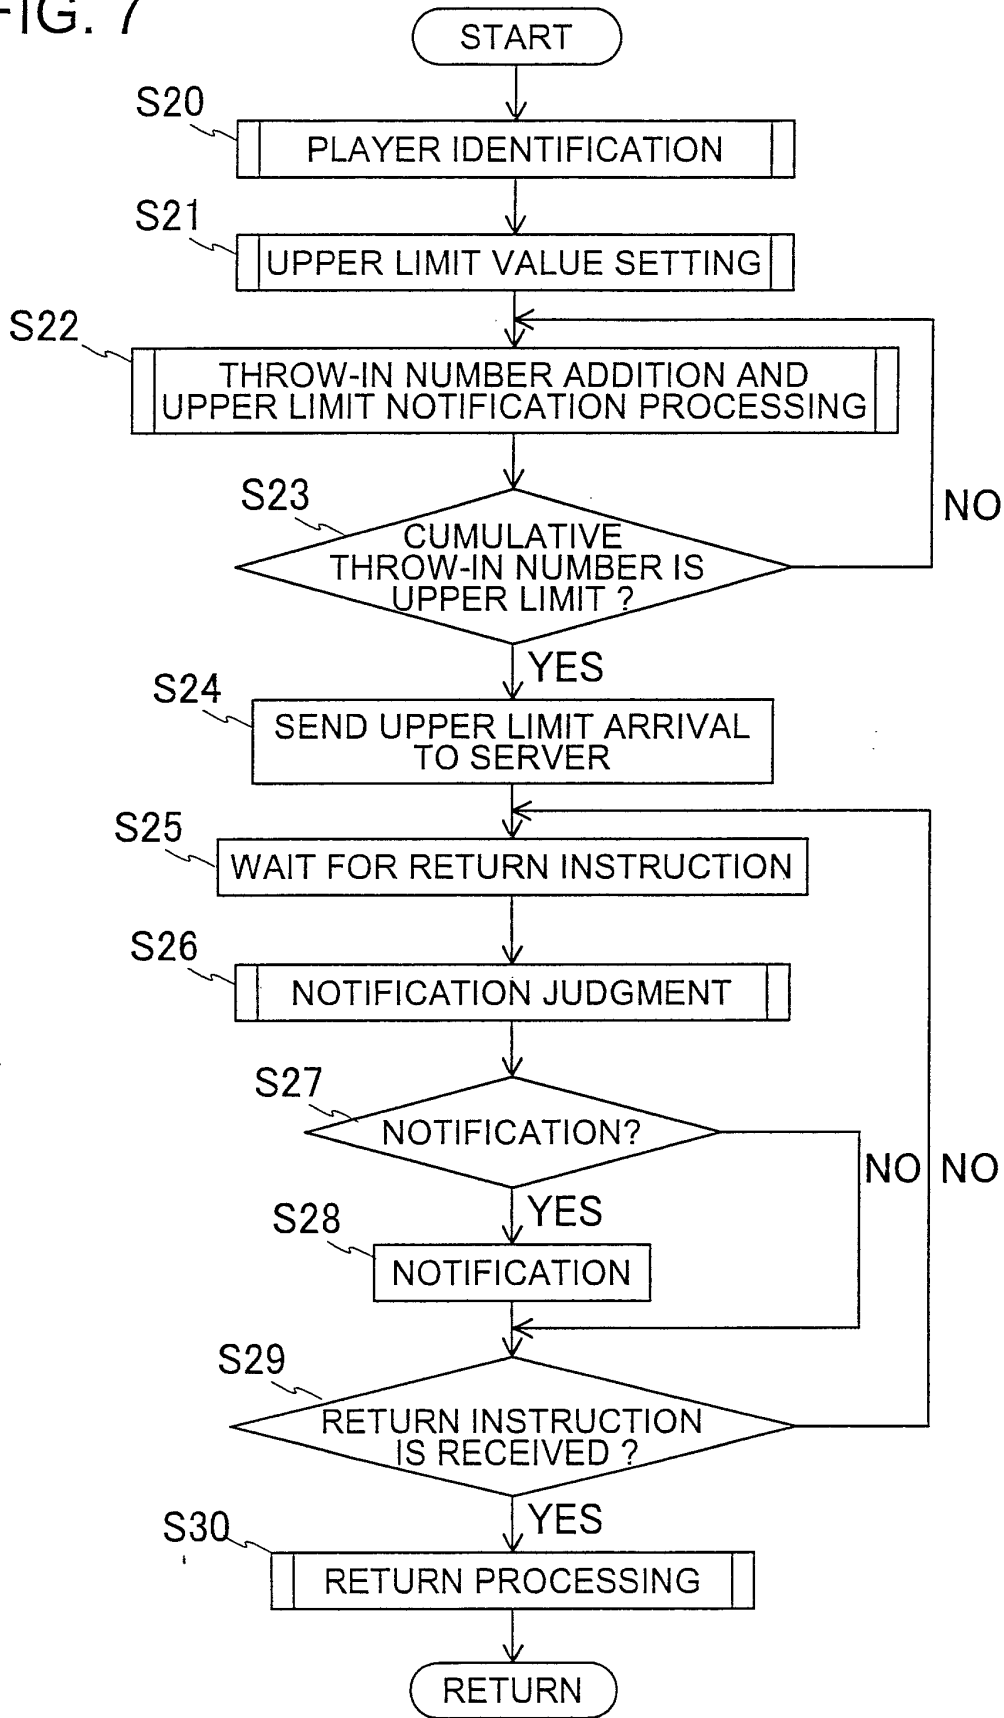 FIG. 7
START
S20
PLAYER IDENTIFICATION
S21
UPPER LIMIT VALUE SETTING
S22
THROW-IN NUMBER ADDITION AND
UPPER LIMIT NOTIFICATION PROCESSING
S23
CUMULATIVE
THROW-IN NUMBER IS
UPPER LIMIT ?
NO
YES
S24
SEND UPPER LIMIT ARRIVAL
TO SERVER
S25
WAIT FOR RETURN INSTRUCTION
S26
NOTIFICATION JUDGMENT
S27
NOTIFICATION?
NO
NO
YES
S28
NOTIFICATION
S29
RETURN INSTRUCTION
IS RECEIVED ?
YES
S30
RETURN PROCESSING
RETURN